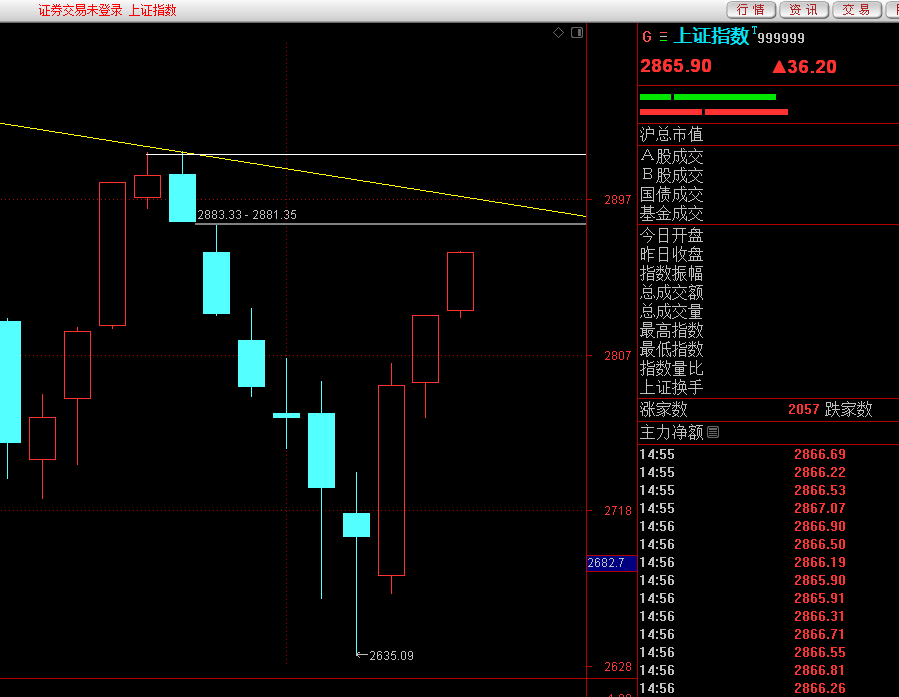 证券交易未登录 上证指数
行情 资讯 交易
G 上证指数 T 999999
2865.90 ▲36.20
沪总市值
A股成交
B股成交
国债成交
基金成交
今日开盘
昨日收盘
指数振幅
总成交额
总成交量
最高指数
最低指数
指数量比
上证换手
涨家数 2057 跌家数
主力净额
14:55 2866.69
14:55 2866.22
14:55 2866.53
14:55 2867.07
14:56 2866.90
14:56 2866.50
14:56 2866.19
14:56 2865.90
14:56 2865.91
14:56 2866.31
14:56 2866.71
14:56 2866.55
14:56 2866.81
14:56 2866.26
2883.33 - 2881.35
←2635.09
2897
2807
2718
2682.7
2628